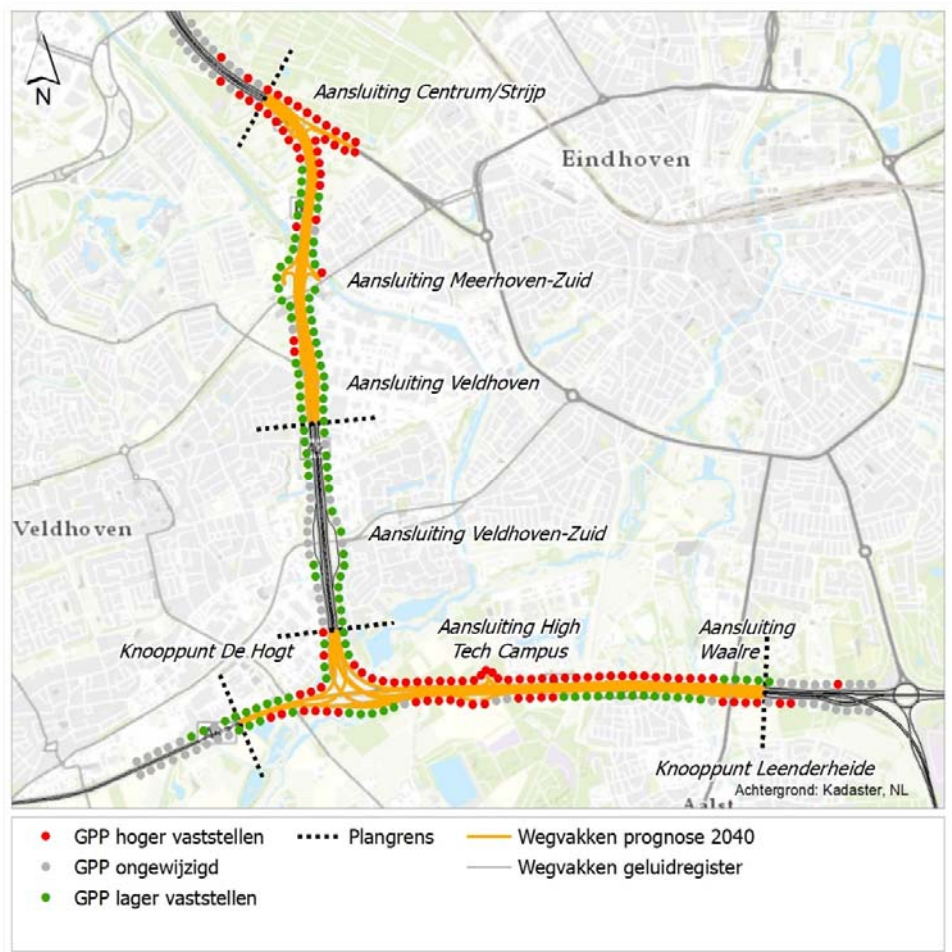 N
Aansluiting Centrum/Strijp
Eindhoven
Aansluiting Meerhoven-Zuid
Aansluiting Veldhoven
Veldhoven
Aansluiting Veldhoven-Zuid
Knooppunt De Hogt
Aansluiting High
Tech Campus
Aansluiting
Waalre
Knooppunt Leenderheide
Achtergrond: Kadaster, NL
Aalst
GPP hoger vaststellen
GPP ongewijzigd
GPP lager vaststellen
Plangrens
Wegvakken prognose 2040
Wegvakken geluidregister